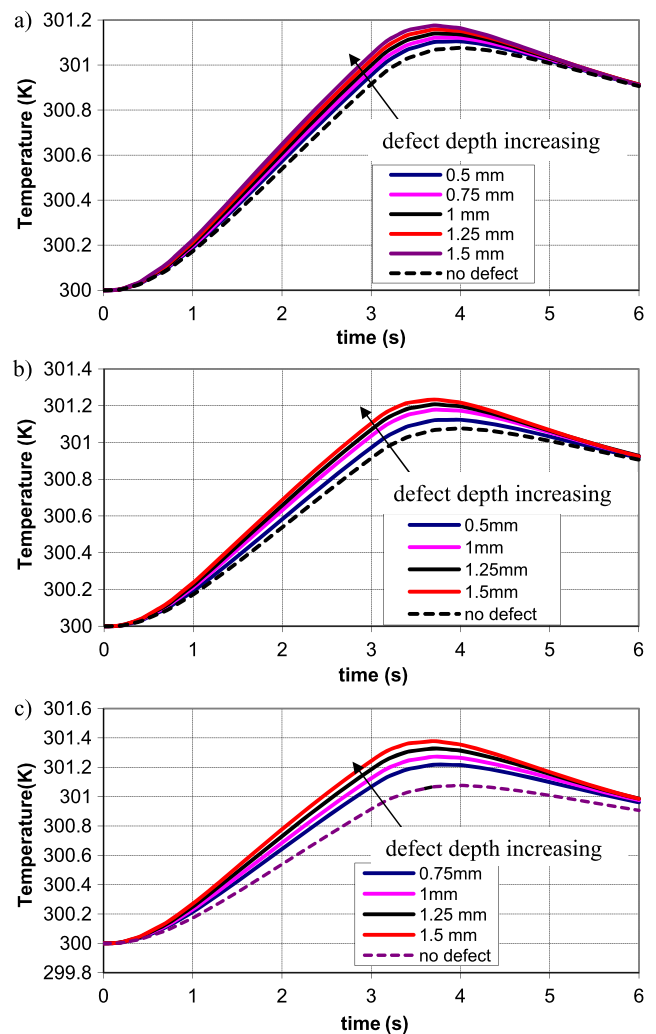 a)
Temperature (K)
301.2
301
300.8
300.6
300.4
300.2
300
defect depth increasing
0.5 mm
0.75 mm
1 mm
1.25 mm
1.5 mm
no defect
0 1 2 3 4 5 6
time (s)
b)
Temperature (K)
301.4
301.2
301
300.8
300.6
300.4
300.2
300
defect depth increasing
0.5mm
1mm
1.25mm
1.5mm
no defect
0 1 2 3 4 5 6
time (s)
c)
Temperature(K)
301.6
301.4
301.2
301
300.8
300.6
300.4
300.2
300
299.8
defect depth increasing
0.75mm
1mm
1.25 mm
1.5 mm
no defect
0 1 2 3 4 5 6
time (s)